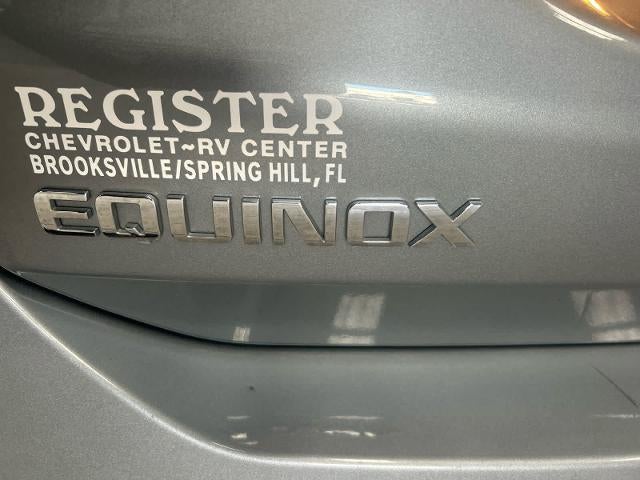 REGISTER
CHEVROLET~RV CENTER
BROOKSVILLE/SPRING HILL, FL
EQUINOX